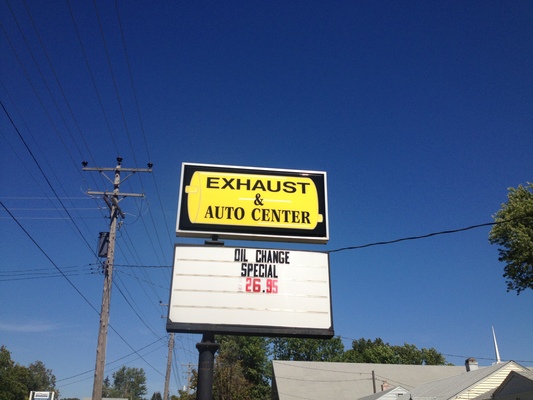 EXHAUST
&
AUTO CENTER
OIL CHANGE
SPECIAL
26.95